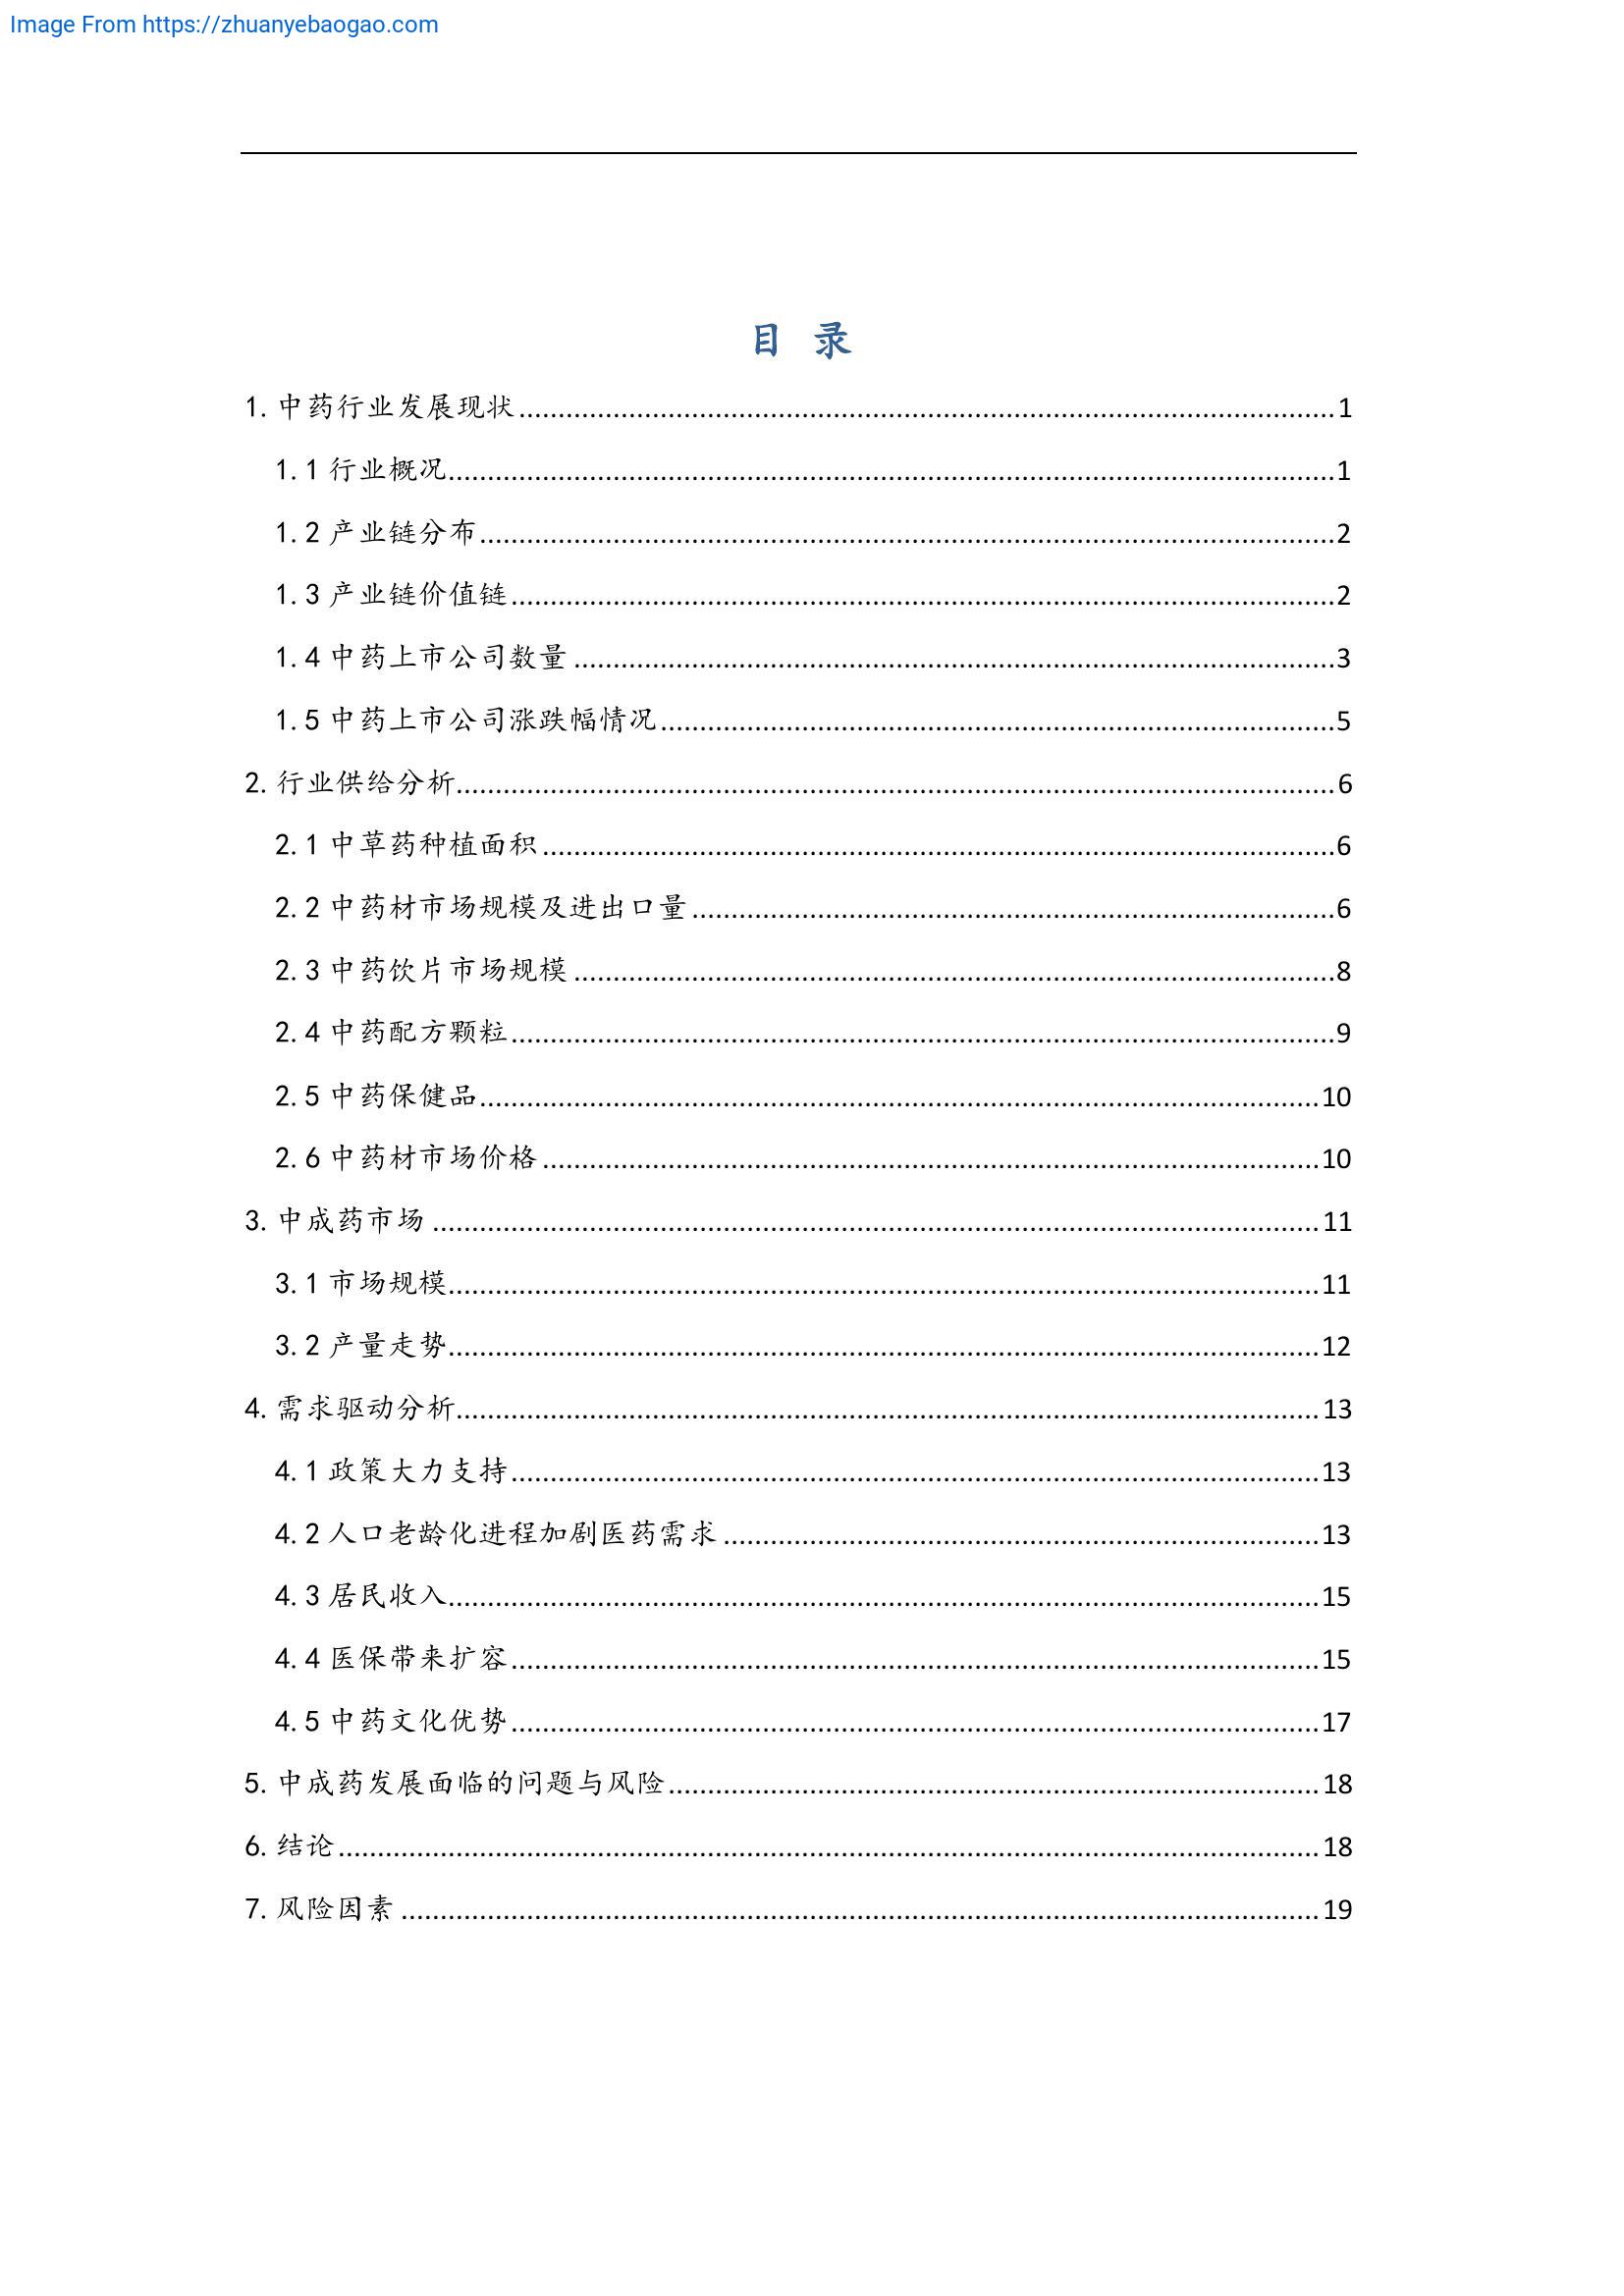 Image From https://zhuanyebaogao.com
目 录
1. 中药行业发展现状........1
1.1 行业概况........1
1.2 产业链分布........2
1.3 产业链价值链........2
1.4 中药上市公司数量........3
1.5 中药上市公司涨跌幅情况........5
2. 行业供给分析........6
2.1 中草药种植面积........6
2.2 中药材市场规模及进出口量........6
2.3 中药饮片市场规模........8
2.4 中药配方颗粒........9
2.5 中药保健品........10
2.6 中药材市场价格........10
3. 中成药市场........11
3.1 市场规模........11
3.2 产量走势........12
4. 需求驱动分析........13
4.1 政策大力支持........13
4.2 人口老龄化进程加剧医药需求........13
4.3 居民收入........15
4.4 医保带来扩容........15
4.5 中药文化优势........17
5. 中成药发展面临的问题与风险........18
6. 结论........18
7. 风险因素........19